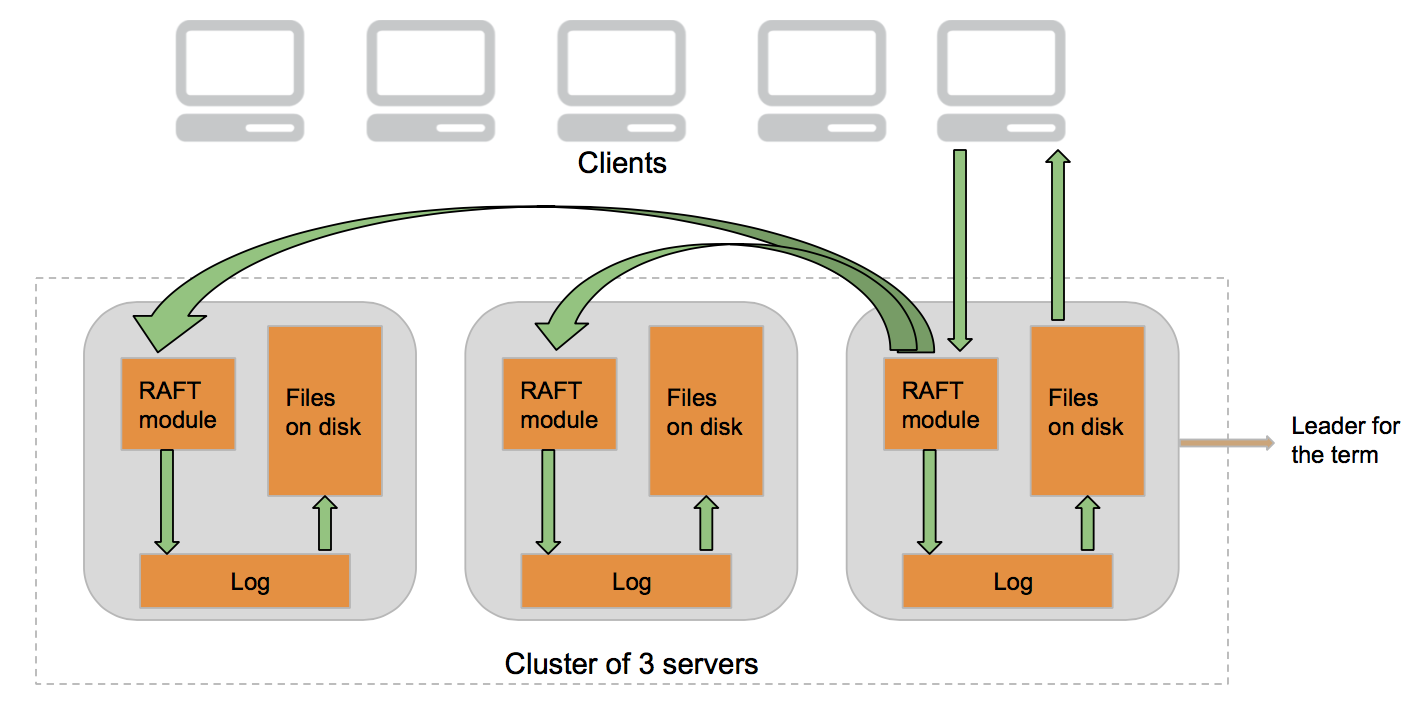 Clients
RAFT
module
Files
on disk
Log
RAFT
module
Files
on disk
Log
RAFT
module
Files
on disk
Log
Leader for
the term
Cluster of 3 servers